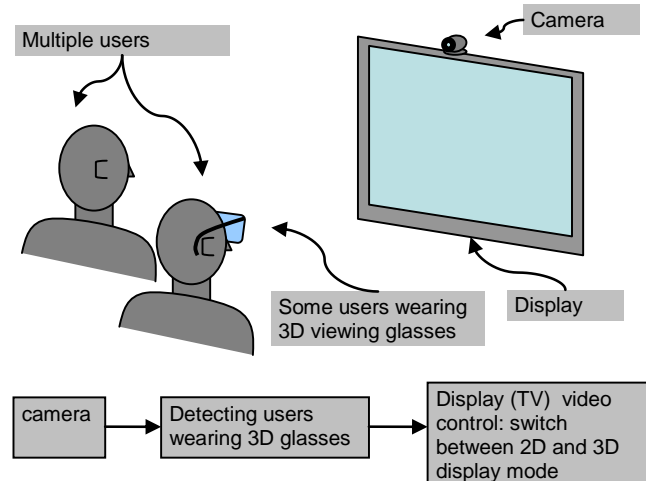 Camera
Multiple users
Some users wearing
3D viewing glasses
Display
camera
Detecting users
wearing 3D glasses
Display (TV) video
control: switch
between 2D and 3D
display mode